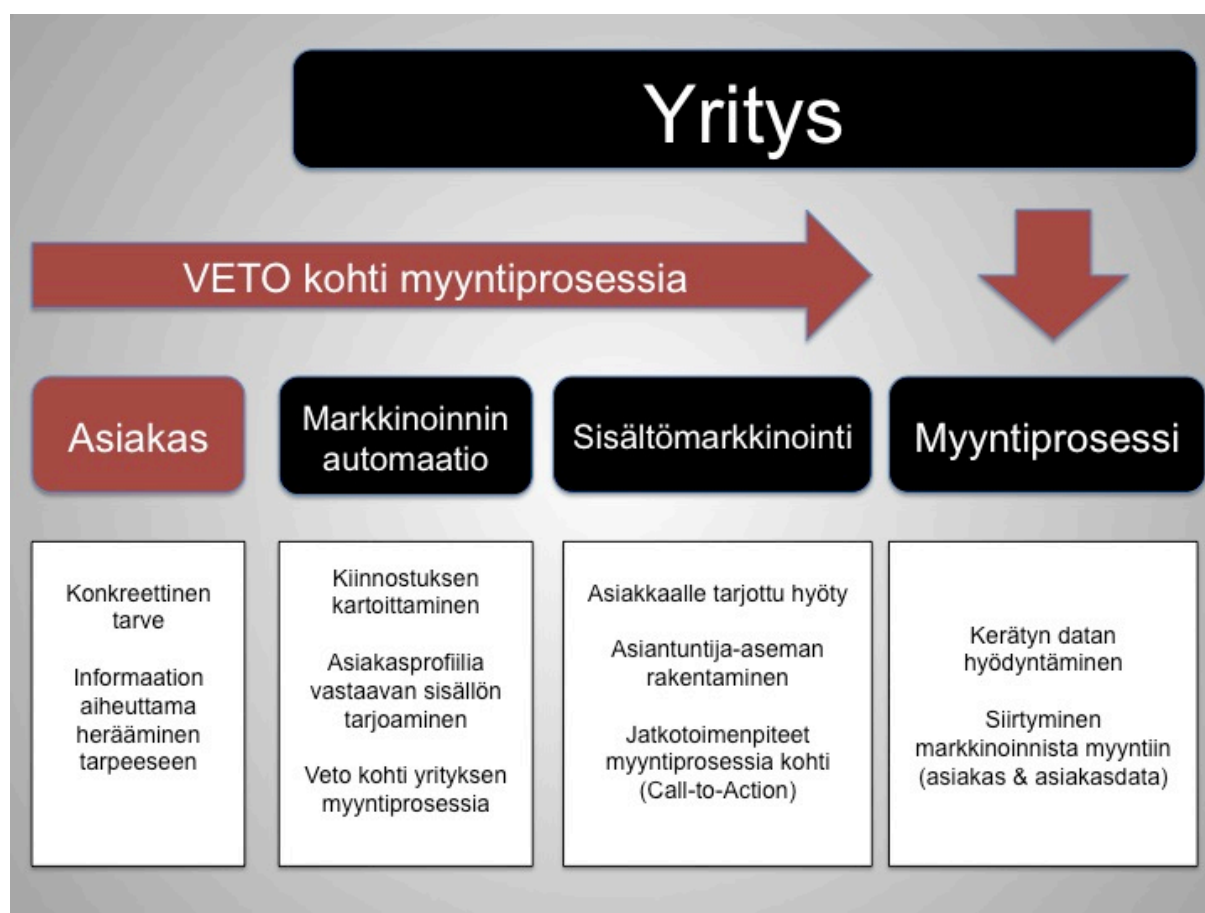 Yritys
VETO kohti myyntiprosessia
Asiakas
Markkinoinnin
automaatio
Sisältömarkkinointi
Myyntiprosessi
Konkreettinen
tarve
Informaation
aiheuttama
herääminen
tarpeeseen
Kiinnostuksen
kartoittaminen
Asiakasprofiilia
vastaavan sisällön
tarjoaminen
Veto kohti yrityksen
myyntiprosessia
Asiakkaalle tarjottu hyöty
Asiantuntija-aseman
rakentaminen
Jatkotoimenpiteet
myyntiprosessia kohti
(Call-to-Action)
Kerätyn datan
hyödyntäminen
Siirtyminen
markkinoinnista myyntiin
(asiakas & asiakasdata)